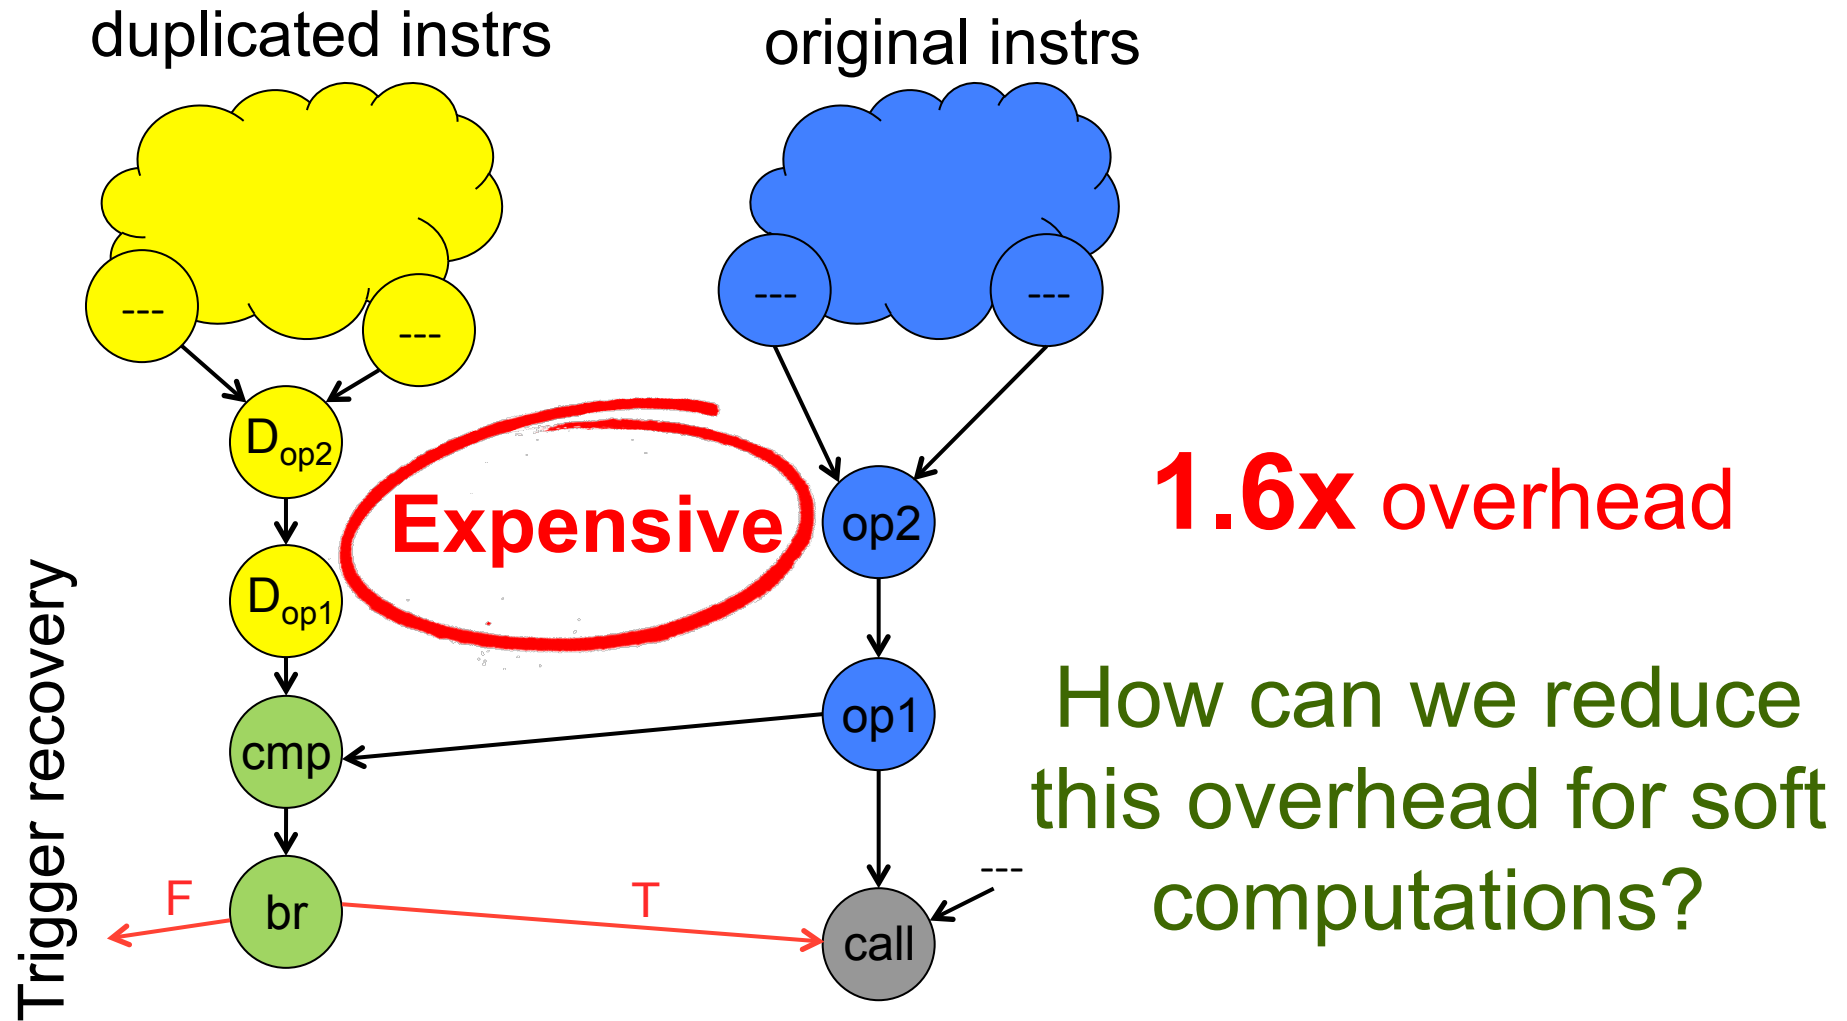 duplicated instrs
original instrs
---
---
---
---
Dop2
Expensive
op2
1.6x overhead
Dop1
Trigger recovery
op1
cmp
How can we reduce
this overhead for soft
computations?
---
F
T
br
call